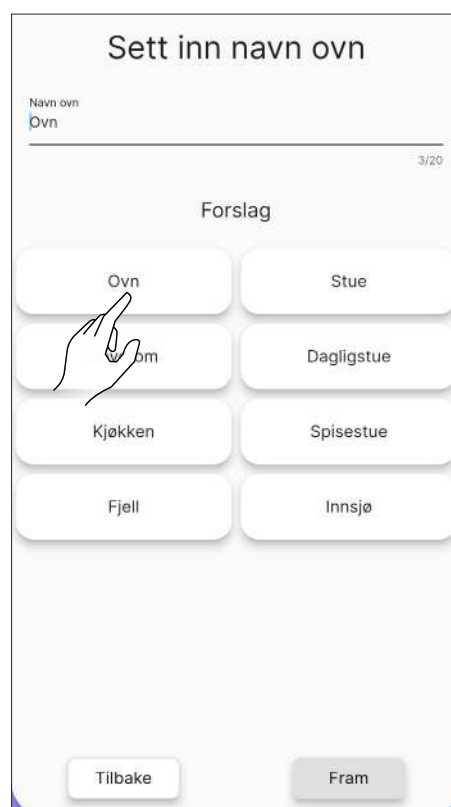 Sett inn navn ovn
Navn ovn
Ovn
3/20
Forslag
Ovn
Stue
Dagligstue
Kjøkken
Spisestue
Fjell
Innsjø
Tilbake
Fram